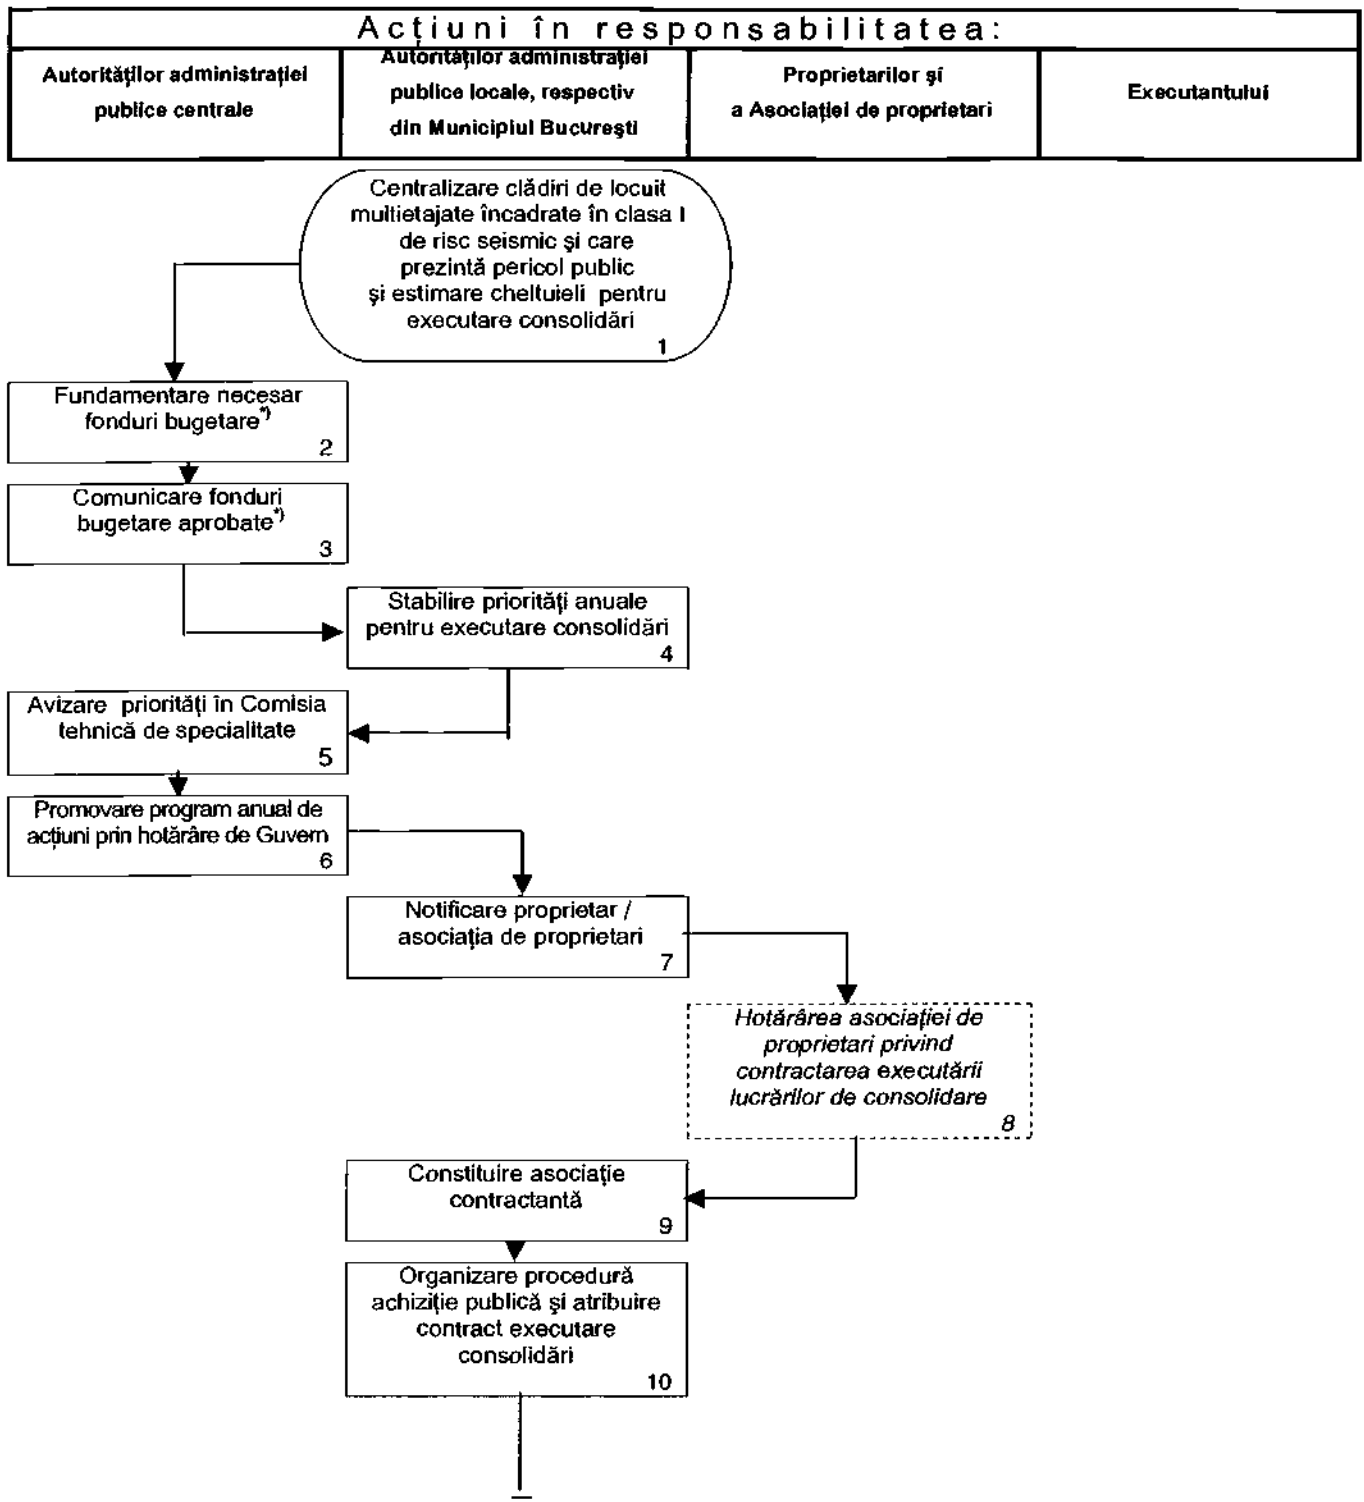 Acțiuni în responsabilitatea:
Autorităților administrației
publice centrale
Autorităților administrației
publice locale, respectiv
din Municipiul București
Proprietarilor și
a Asociației de proprietari
Executantului
Centralizare clădiri de locuit
multietajate încadrate în clasa I
de risc seismic și care
prezintă pericol public
și estimare cheltuieli pentru
executare consolidări
1
Fundamentare necesar
fonduri bugetare*)
2
Comunicare fonduri
bugetare aprobate*)
3
Stabilire priorități anuale
pentru executare consolidări
4
Avizare priorități în Comisia
tehnică de specialitate
5
Promovare program anual de
acțiuni prin hotărâre de Guvern
6
Notificare proprietar /
asociația de proprietari
7
Hotărârea asociației de
proprietari privind
contractarea executării
lucrărilor de consolidare
8
Constituire asociație
contractantă
9
Organizare procedură
achiziție publică și atribuire
contract executare
consolidări
10